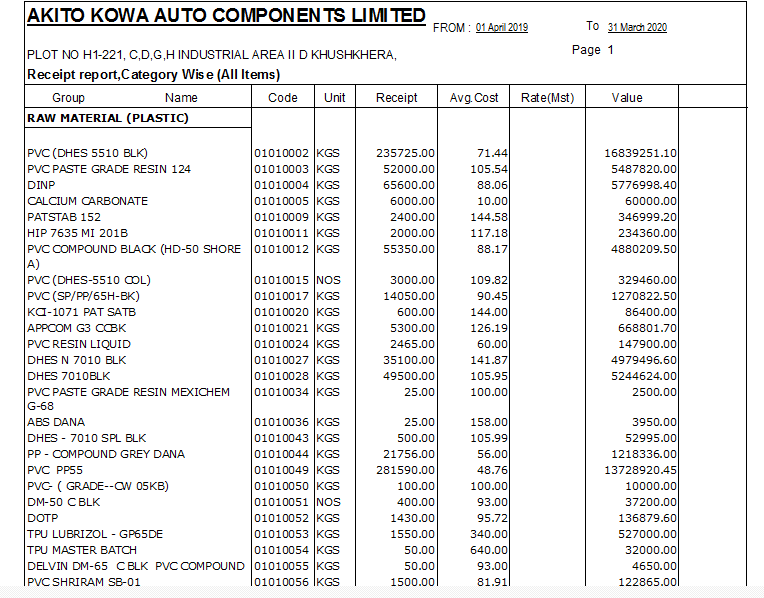 AKITO KOWA AUTO COMPONENTS LIMITED FROM : 01 April 2019 To 31 March 2020
PLOT NO H1-221, C,D,G,H INDUSTRIAL AREA II D KHUSHKHERA, Page 1
Receipt report,Category Wise (All Items)
Group Name Code Unit Receipt Avg.Cost Rate(Mst) Value
RAW MATERIAL (PLASTIC)
PVC (DHES 5510 BLK) 01010002 KGS 235725.00 71.44 16839251.10
PVC PASTE GRADE RESIN 124 01010003 KGS 52000.00 105.54 5487820.00
DINP 01010004 KGS 65600.00 88.06 5776998.40
CALCIUM CARBONATE 01010005 KGS 6000.00 10.00 60000.00
PATSTAB 152 01010009 KGS 2400.00 144.58 346999.20
HIP 7635 MI 201B 01010011 KGS 2000.00 117.18 234360.00
PVC COMPOUND BLACK (HD-50 SHORE 01010012 KGS 55350.00 88.17 4880209.50
A)
PVC (DHES-5510 COL) 01010015 NOS 3000.00 109.82 329460.00
PVC (SP/PP/65H-BK) 01010017 KGS 14050.00 90.45 1270822.50
KCI-1071 PAT SATB 01010020 KGS 600.00 144.00 86400.00
APPCOM G3 CCBK 01010021 KGS 5300.00 126.19 668801.70
PVC RESIN LIQUID 01010024 KGS 2465.00 60.00 147900.00
DHES N 7010 BLK 01010027 KGS 35100.00 141.87 4979496.60
DHES 7010BLK 01010028 KGS 49500.00 105.95 5244624.00
PVC PASTE GRADE RESIN MEXICHEM 01010034 KGS 25.00 100.00 2500.00
G-68
ABS DANA 01010036 KGS 25.00 158.00 3950.00
DHES - 7010 SPL BLK 01010043 KGS 500.00 105.99 52995.00
PP - COMPOUND GREY DANA 01010044 KGS 21756.00 56.00 1218336.00
PVC PP55 01010049 KGS 281590.00 48.76 13728920.45
PVC- ( GRADE--CW 05KB) 01010050 KGS 100.00 100.00 10000.00
DM-50 C BLK 01010051 NOS 400.00 93.00 37200.00
DOTP 01010052 KGS 1430.00 95.72 136879.60
TPU LUBRIZOL - GP65DE 01010053 KGS 1550.00 340.00 527000.00
TPU MASTER BATCH 01010054 KGS 50.00 640.00 32000.00
DELVIN DM-65 C BLK PVC COMPOUND 01010055 KGS 50.00 93.00 4650.00
PVC SHRIRAM SB-01 01010056 KGS 1500.00 81.91 122865.00